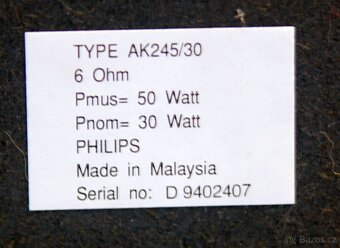 TYPE AK245/30
6 Ohm
Pmus= 50 Watt
Pnom= 30 Watt
PHILIPS
Made in Malaysia
Serial no: D 9402407
Bazos.cz